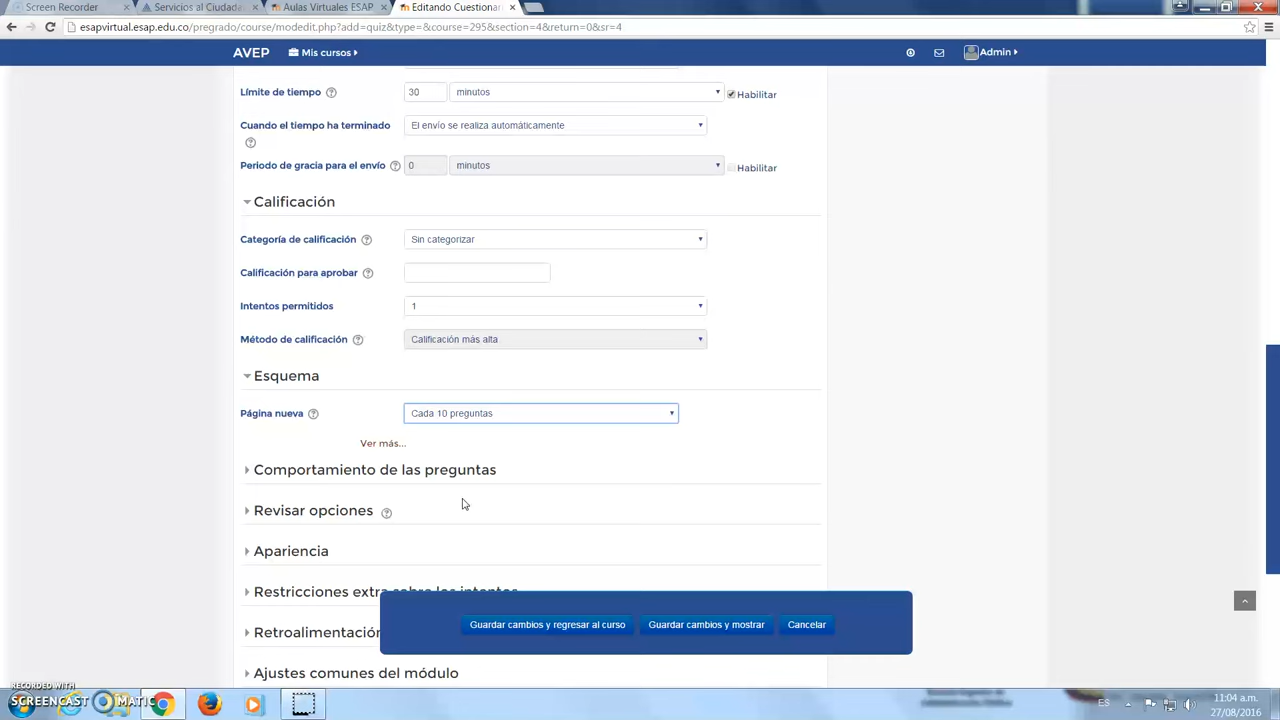 Screen Recorder
Servicios al Ciudadan
Aulas Virtuales ESAP
Editando Cuestionar
esapvirtual.esap.edu.co/pregrado/course/modedit.php?add=quiz&type=&course=295&section=4&return=0&sr=4
AVEP Mis cursos Admin
Límite de tiempo 30 minutos Habilitar
Cuando el tiempo ha terminado El envío se realiza automáticamente
Periodo de gracia para el envío 0 minutos Habilitar
Calificación
Categoría de calificación Sin categorizar
Calificación para aprobar
Intentos permitidos 1
Método de calificación Calificación más alta
Esquema
Página nueva Cada 10 preguntas
Ver más...
Comportamiento de las preguntas
Revisar opciones
Apariencia
Restricciones extra sobre los intentos
Guardar cambios y regresar al curso Guardar cambios y mostrar Cancelar
Retroalimentación
Ajustes comunes del módulo
RECORDED WITH
SCREENCAST MATIC
ES
11:04 a.m.
27/08/2016